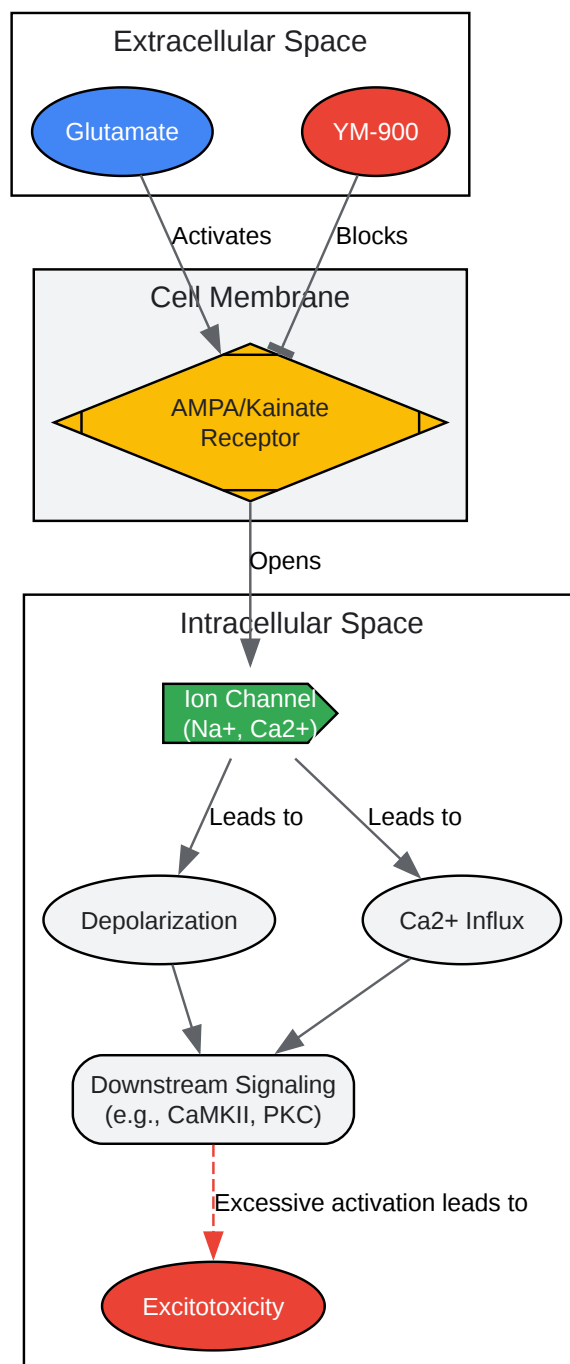 Extracellular Space
Glutamate
YM-900
Activates
Blocks
Cell Membrane
AMPA/Kainate
Receptor
Opens
Intracellular Space
Ion Channel
(Na+, Ca2+)
Leads to
Leads to
Depolarization
Ca2+ Influx
Downstream Signaling
(e.g., CaMKII, PKC)
Excessive activation leads to
Excitotoxicity